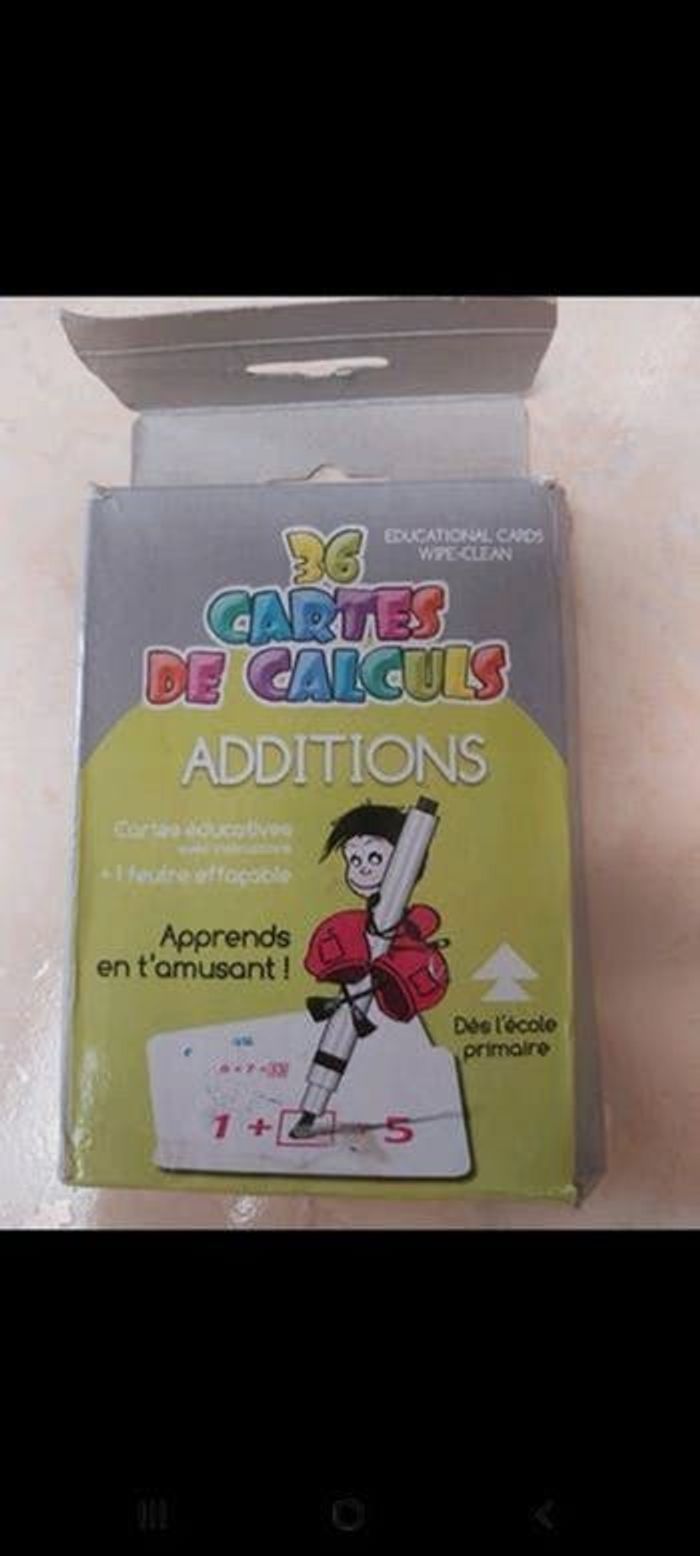 36
CARTES
DE CALCULS
EDUCATIONAL CARDS
WIPE-CLEAN
ADDITIONS
Cartes éducatives
+ 1 feutre effaçable
Apprends
en t'amusant !
Dés l'école
primaire
1 + 5